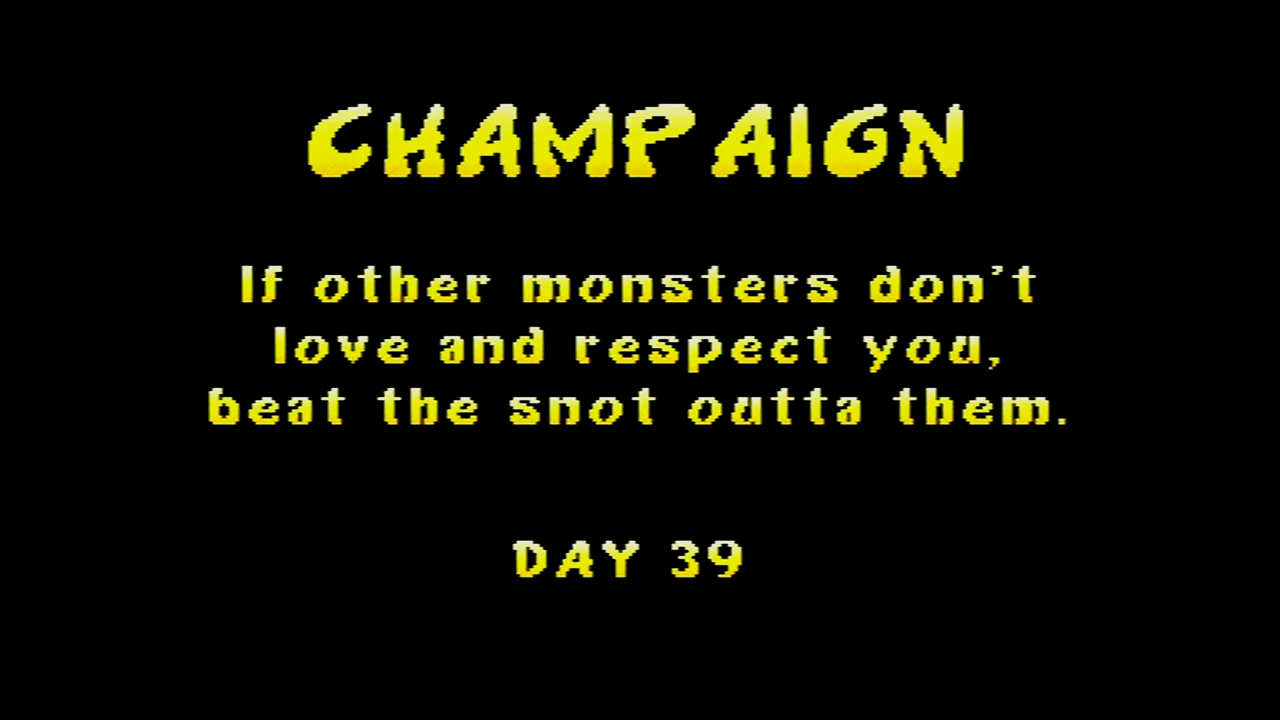 CHAMPAIGN
If other monsters don't
love and respect you,
beat the snot outta them.
DAY 39